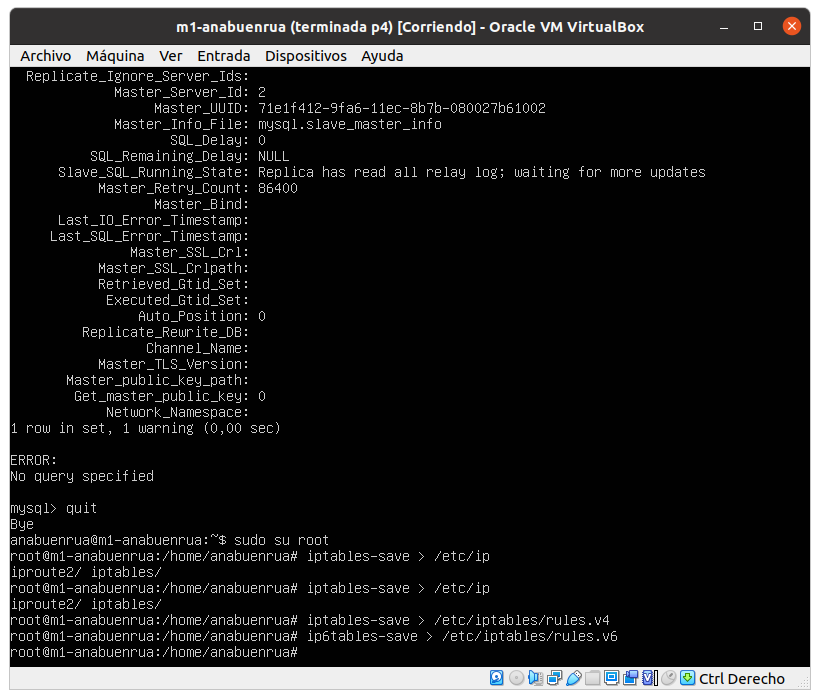 m1-anabuenrua (terminada p4) [Corriendo] - Oracle VM VirtualBox
Archivo Máquina Ver Entrada Dispositivos Ayuda
Replicate_Ignore_Server_Ids:
Master_Server_Id: 2
Master_UUID: 71e1f412-9fa6-11ec-8b7b-080027b61002
Master_Info_File: mysql.slave_master_info
SQL_Delay: 0
SQL_Remaining_Delay: NULL
Slave_SQL_Running_State: Replica has read all relay log; waiting for more updates
Master_Retry_Count: 86400
Master_Bind:
Last_IO_Error_Timestamp:
Last_SQL_Error_Timestamp:
Master_SSL_Crl:
Master_SSL_Crlpath:
Retrieved_Gtid_Set:
Executed_Gtid_Set:
Auto_Position: 0
Replicate_Rewrite_DB:
Channel_Name:
Master_TLS_Version:
Master_public_key_path:
Get_master_public_key: 0
Network_Namespace:
1 row in set, 1 warning (0,00 sec)
ERROR:
No query specified
mysql> quit
Bye
anabuenrua@m1-anabuenrua:~$ sudo su root
root@m1-anabuenrua:/home/anabuenrua# iptables-save > /etc/ip
iproute2/ iptables/
root@m1-anabuenrua:/home/anabuenrua# iptables-save > /etc/ip
iproute2/ iptables/
root@m1-anabuenrua:/home/anabuenrua# iptables-save > /etc/iptables/rules.v4
root@m1-anabuenrua:/home/anabuenrua# ip6tables-save > /etc/iptables/rules.v6
root@m1-anabuenrua:/home/anabuenrua#
Ctrl Derecho